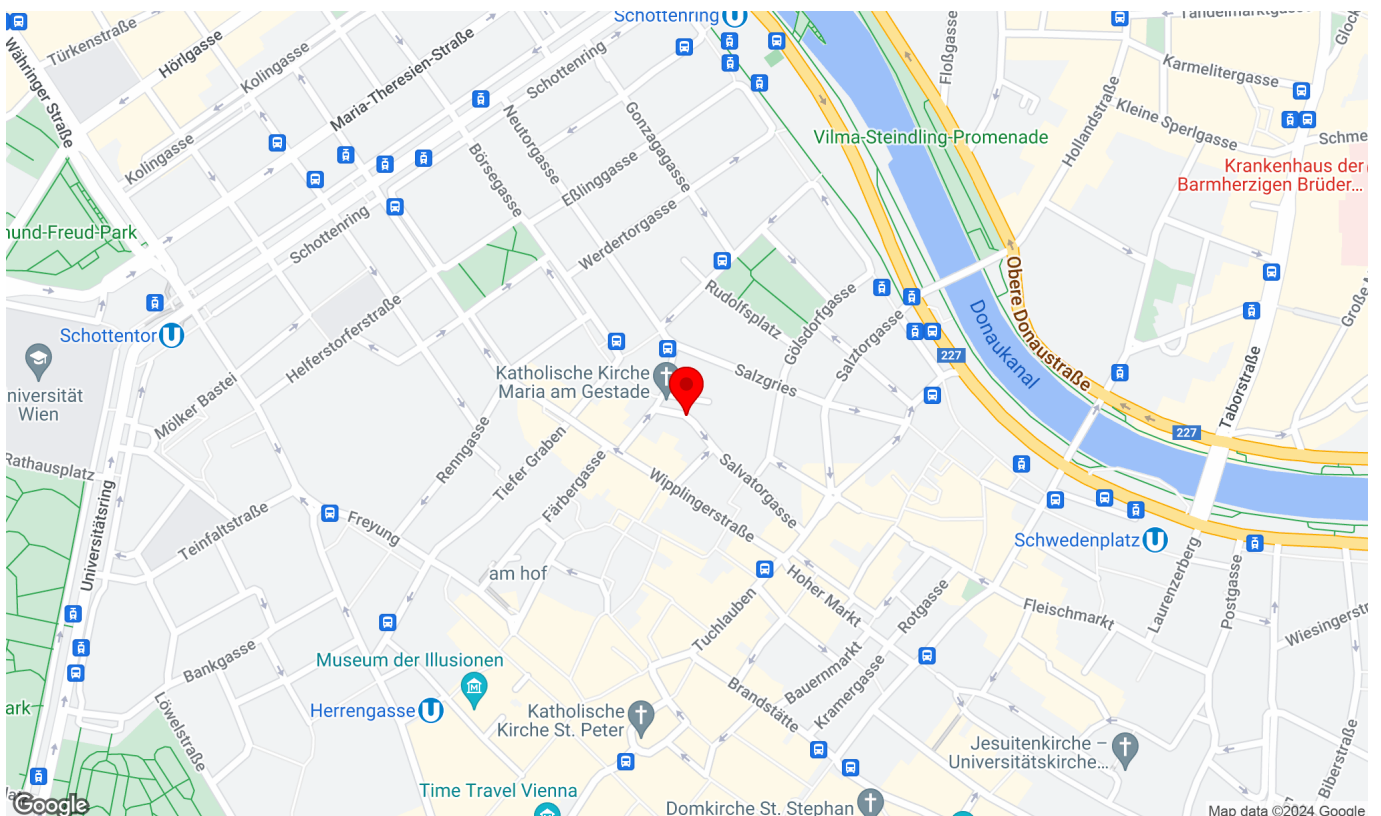 Schottenring
Tandelmarktgasse
Türkenstraße
Hörlgasse
Kolingasse
Maria-Theresien-Straße
Schottenring
Floßgasse
Karmelitergasse
Währinger Straße
Neutorgasse
Gonzagagasse
Hollandstraße
Kleine Sperlgasse
Vilma-Steindling-Promenade
Kolingasse
Börsegasse
Eßlinggasse
Krankenhaus der
Barmherzigen Brüder...
Schottenring
Werdertorgasse
Rudolfsplatz
Gölsdorfgasse
Obere Donaustraße
Schottentor
Helferstorferstraße
Salztorgasse
Donaukanal
227
Katholische Kirche
Maria am Gestade
Salzgries
Taborstraße
Universität
Wien
Mölker Bastei
Renngasse
Tiefer Graben
227
Rathausplatz
Färbergasse
Wipplingerstraße
Salvatorgasse
Universitätsring
Teinfaltstraße
Freyung
Schwedenplatz
am hof
Hoher Markt
Rotgasse
Fleischmarkt
Laurenzerberg
Postgasse
Tuchlauben
Bankgasse
Museum der Illusionen
Bauernmarkt
Kramergasse
Brandstätte
Herrengasse
Löwelstraße
Katholische
Kirche St. Peter
Jesuitenkirche –
Universitätskirche...
Biberstraße
Time Travel Vienna
Domkirche St. Stephan
Google
Map data ©2024 Google